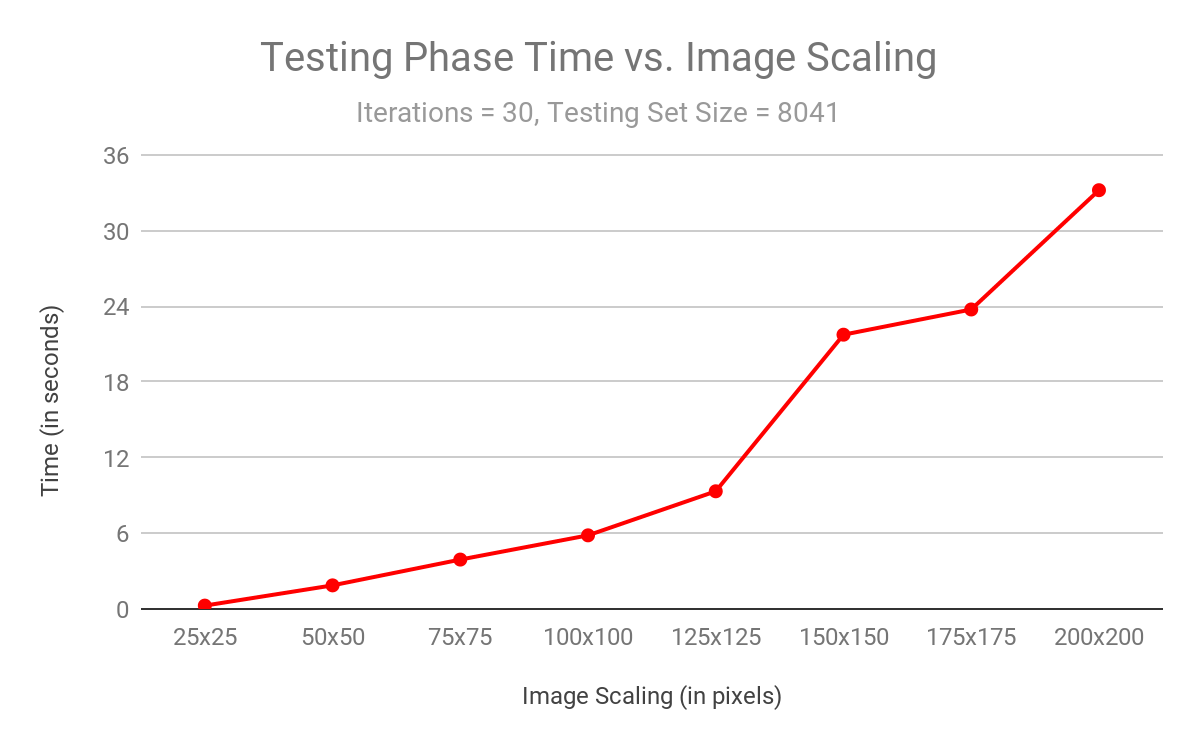 Testing Phase Time vs. Image Scaling
Iterations = 30, Testing Set Size = 8041
36
30
24
18
12
6
0
Time (in seconds)
25x25 50x50 75x75 100x100 125x125 150x150 175x175 200x200
Image Scaling (in pixels)